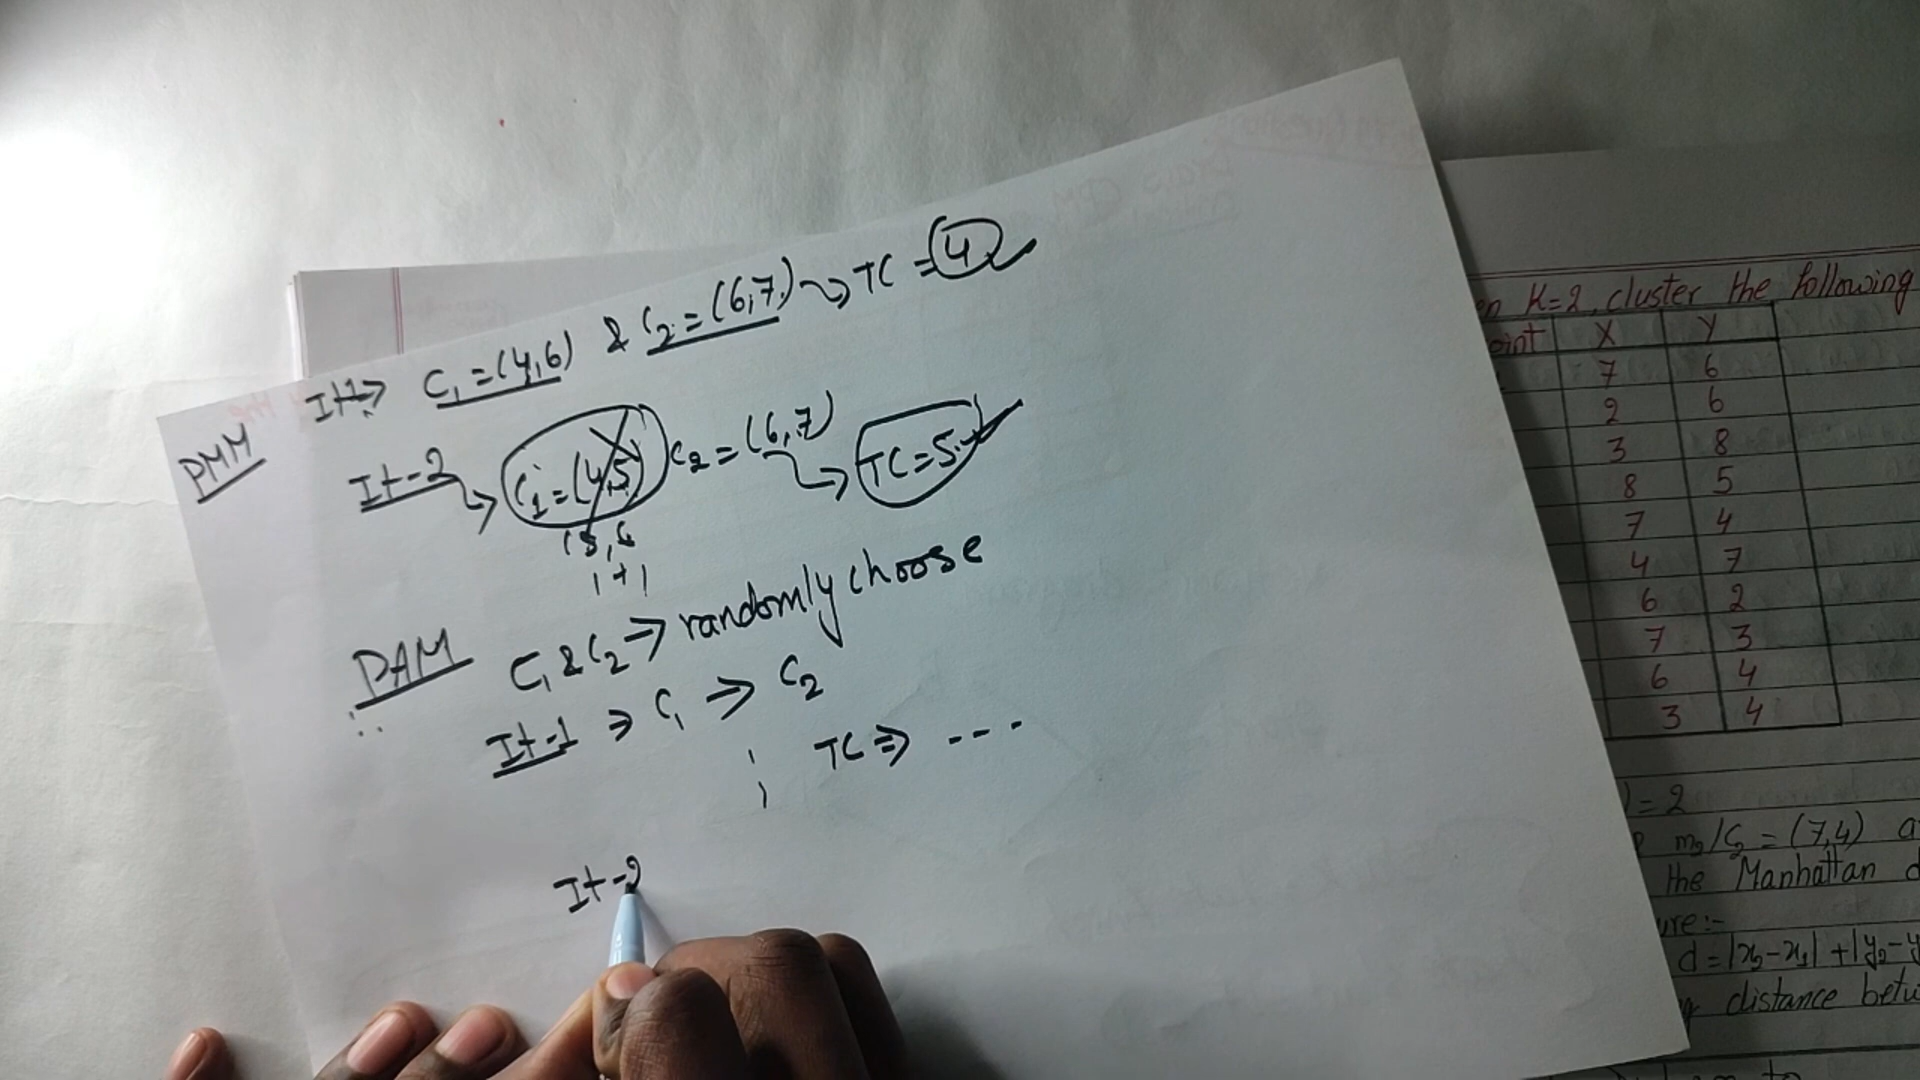 It-1→ C₁ = (4,6) & C₂ = (6,7) → TC = 4
PMM
It-2 → C₁ = (4,5) C₂ = (6,7) → TC = 5
1+1
PAM C₁ & C₂ → randomly choose
It-1 ⇒ C₁ → C₂
TC ⇒ ---
It-2
K=2, cluster the following
X Y
7 6
2 6
3 8
8 5
7 4
4 7
6 2
7 3
6 4
3 4
= 2
m₂/C₂ = (7,4)
the Manhattan
d = |x₂-x₁| + |y₂-y
distance